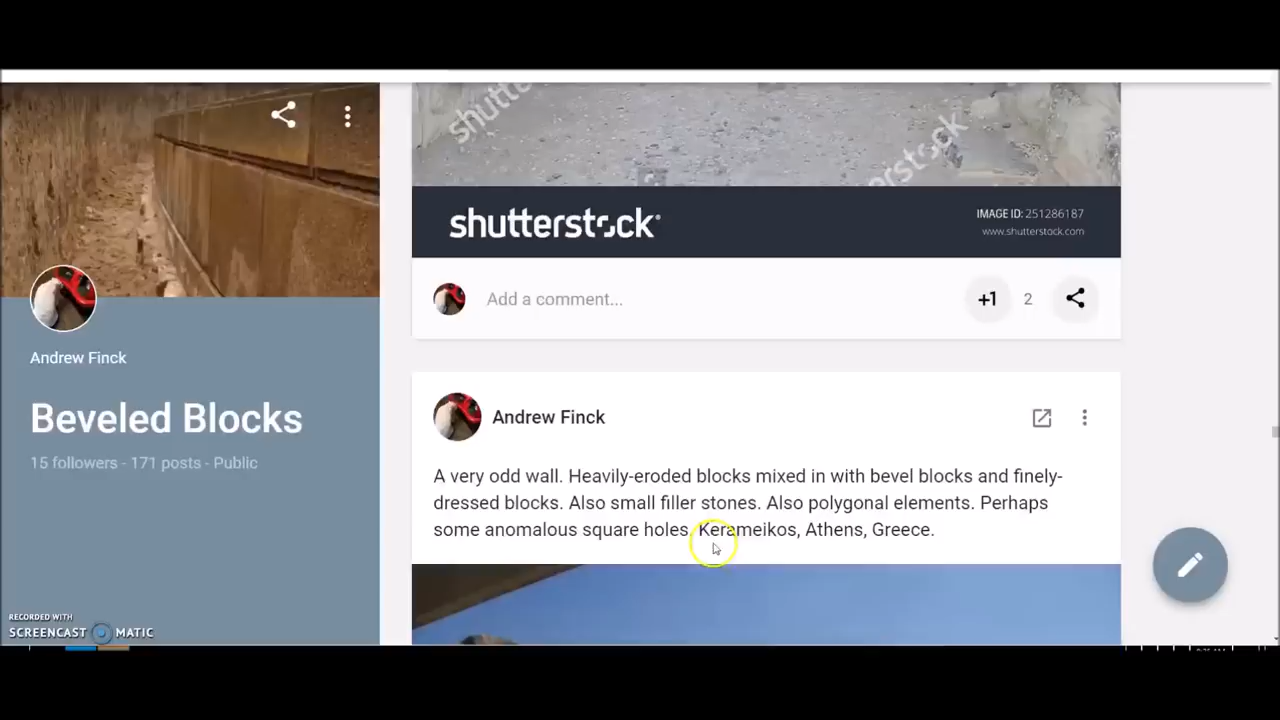 shutterstock
shutterstock
shutterstock
IMAGE ID: 251286187
www.shutterstock.com
Add a comment...
+1
2
Andrew Finck
Beveled Blocks
15 followers - 171 posts - Public
Andrew Finck
A very odd wall. Heavily-eroded blocks mixed in with bevel blocks and finely-
dressed blocks. Also small filler stones. Also polygonal elements. Perhaps
some anomalous square holes. Kerameikos, Athens, Greece.
RECORDED WITH
SCREENCAST MATIC